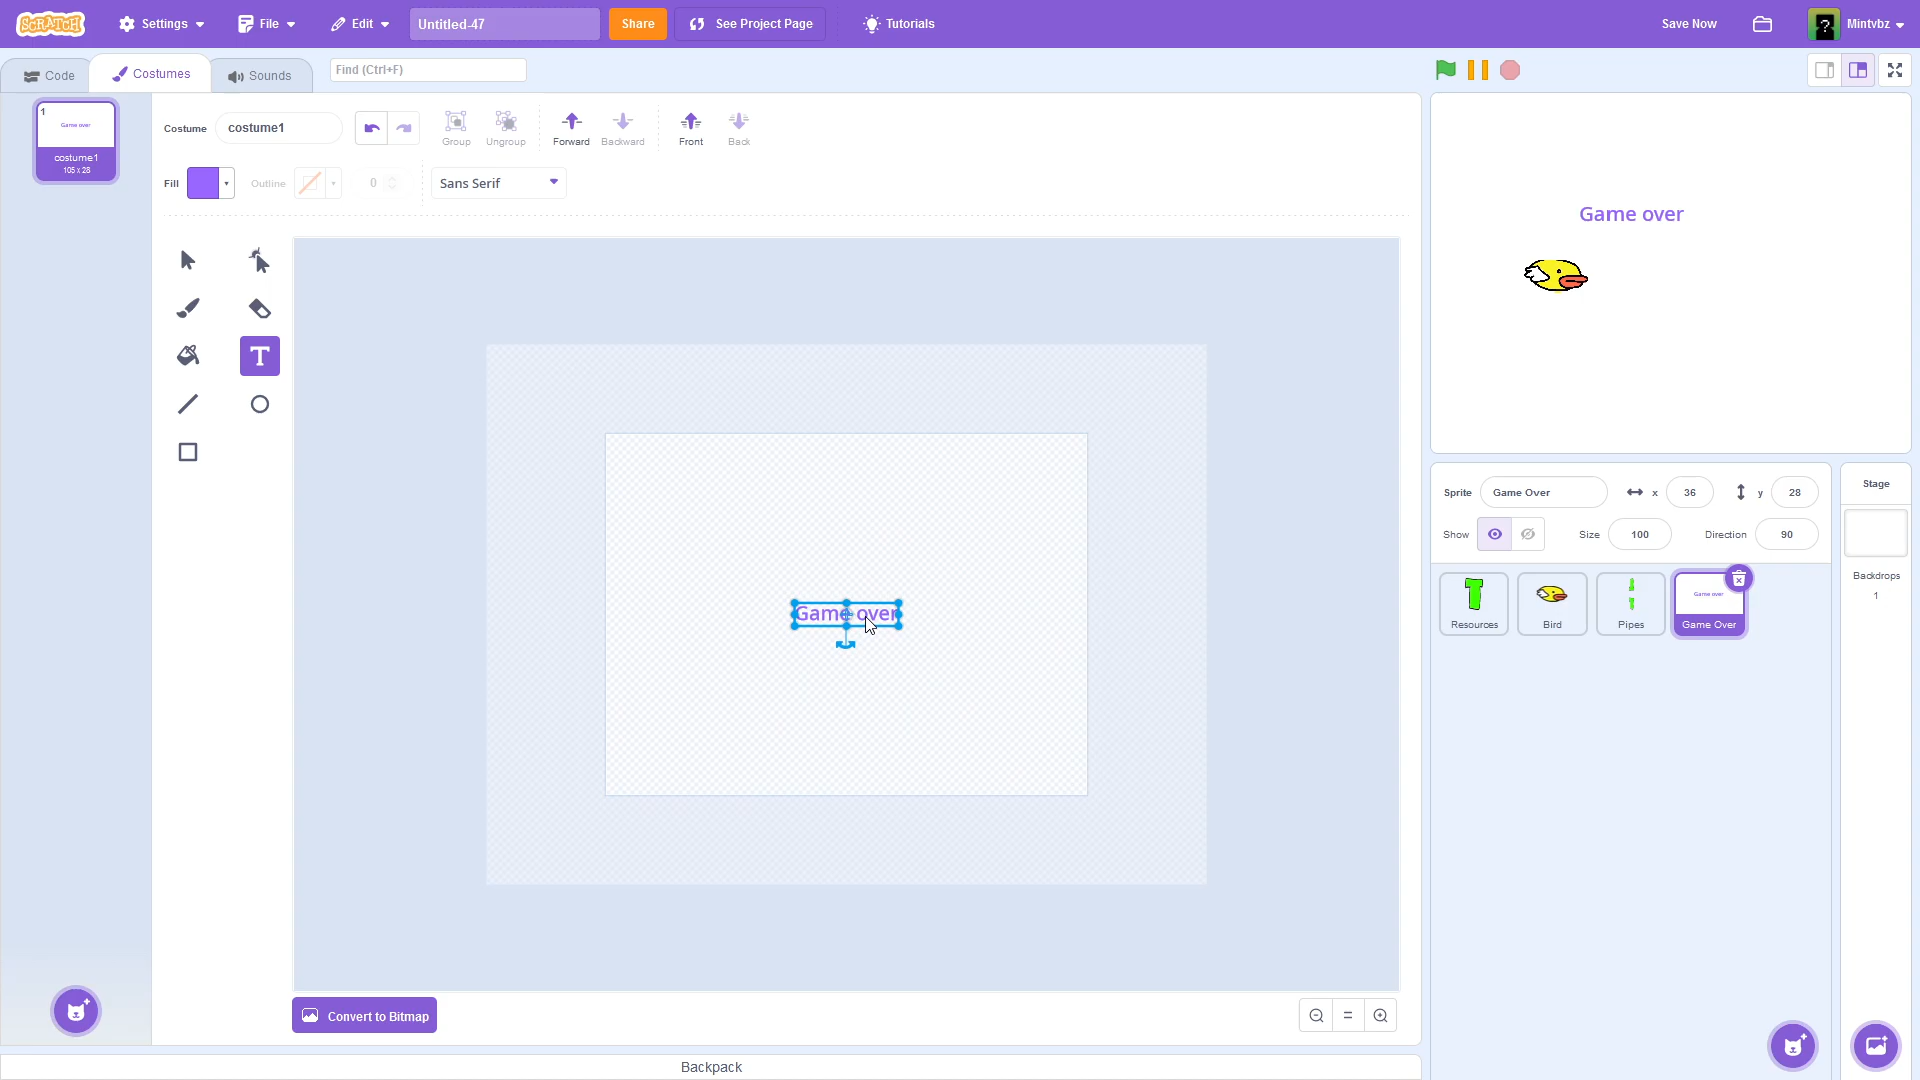 SCRATCH
Settings
File
Edit
Untitled-47
Share
See Project Page
Tutorials
Save Now
?
Mintvbz
Code
Costumes
Sounds
Find (Ctrl+F)
1
Game over
costume1
105 x 28
Costume
costume1
Group
Ungroup
Forward
Backward
Front
Back
Fill
Outline
0
Sans Serif
T
Game over
Convert to Bitmap
Backpack
Game over
Sprite
Game Over
x
36
y
28
Show
Size
100
Direction
90
Resources
Bird
Pipes
Game over
Game Over
Stage
Backdrops
1